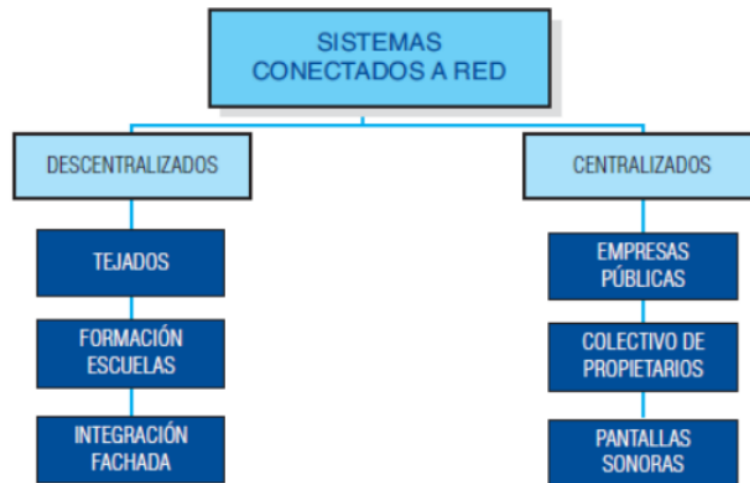 SISTEMAS
CONECTADOS A RED
DESCENTRALIZADOS
TEJADOS
FORMACIÓN
ESCUELAS
INTEGRACIÓN
FACHADA
CENTRALIZADOS
EMPRESAS
PÚBLICAS
COLECTIVO DE
PROPIETARIOS
PANTALLAS
SONORAS